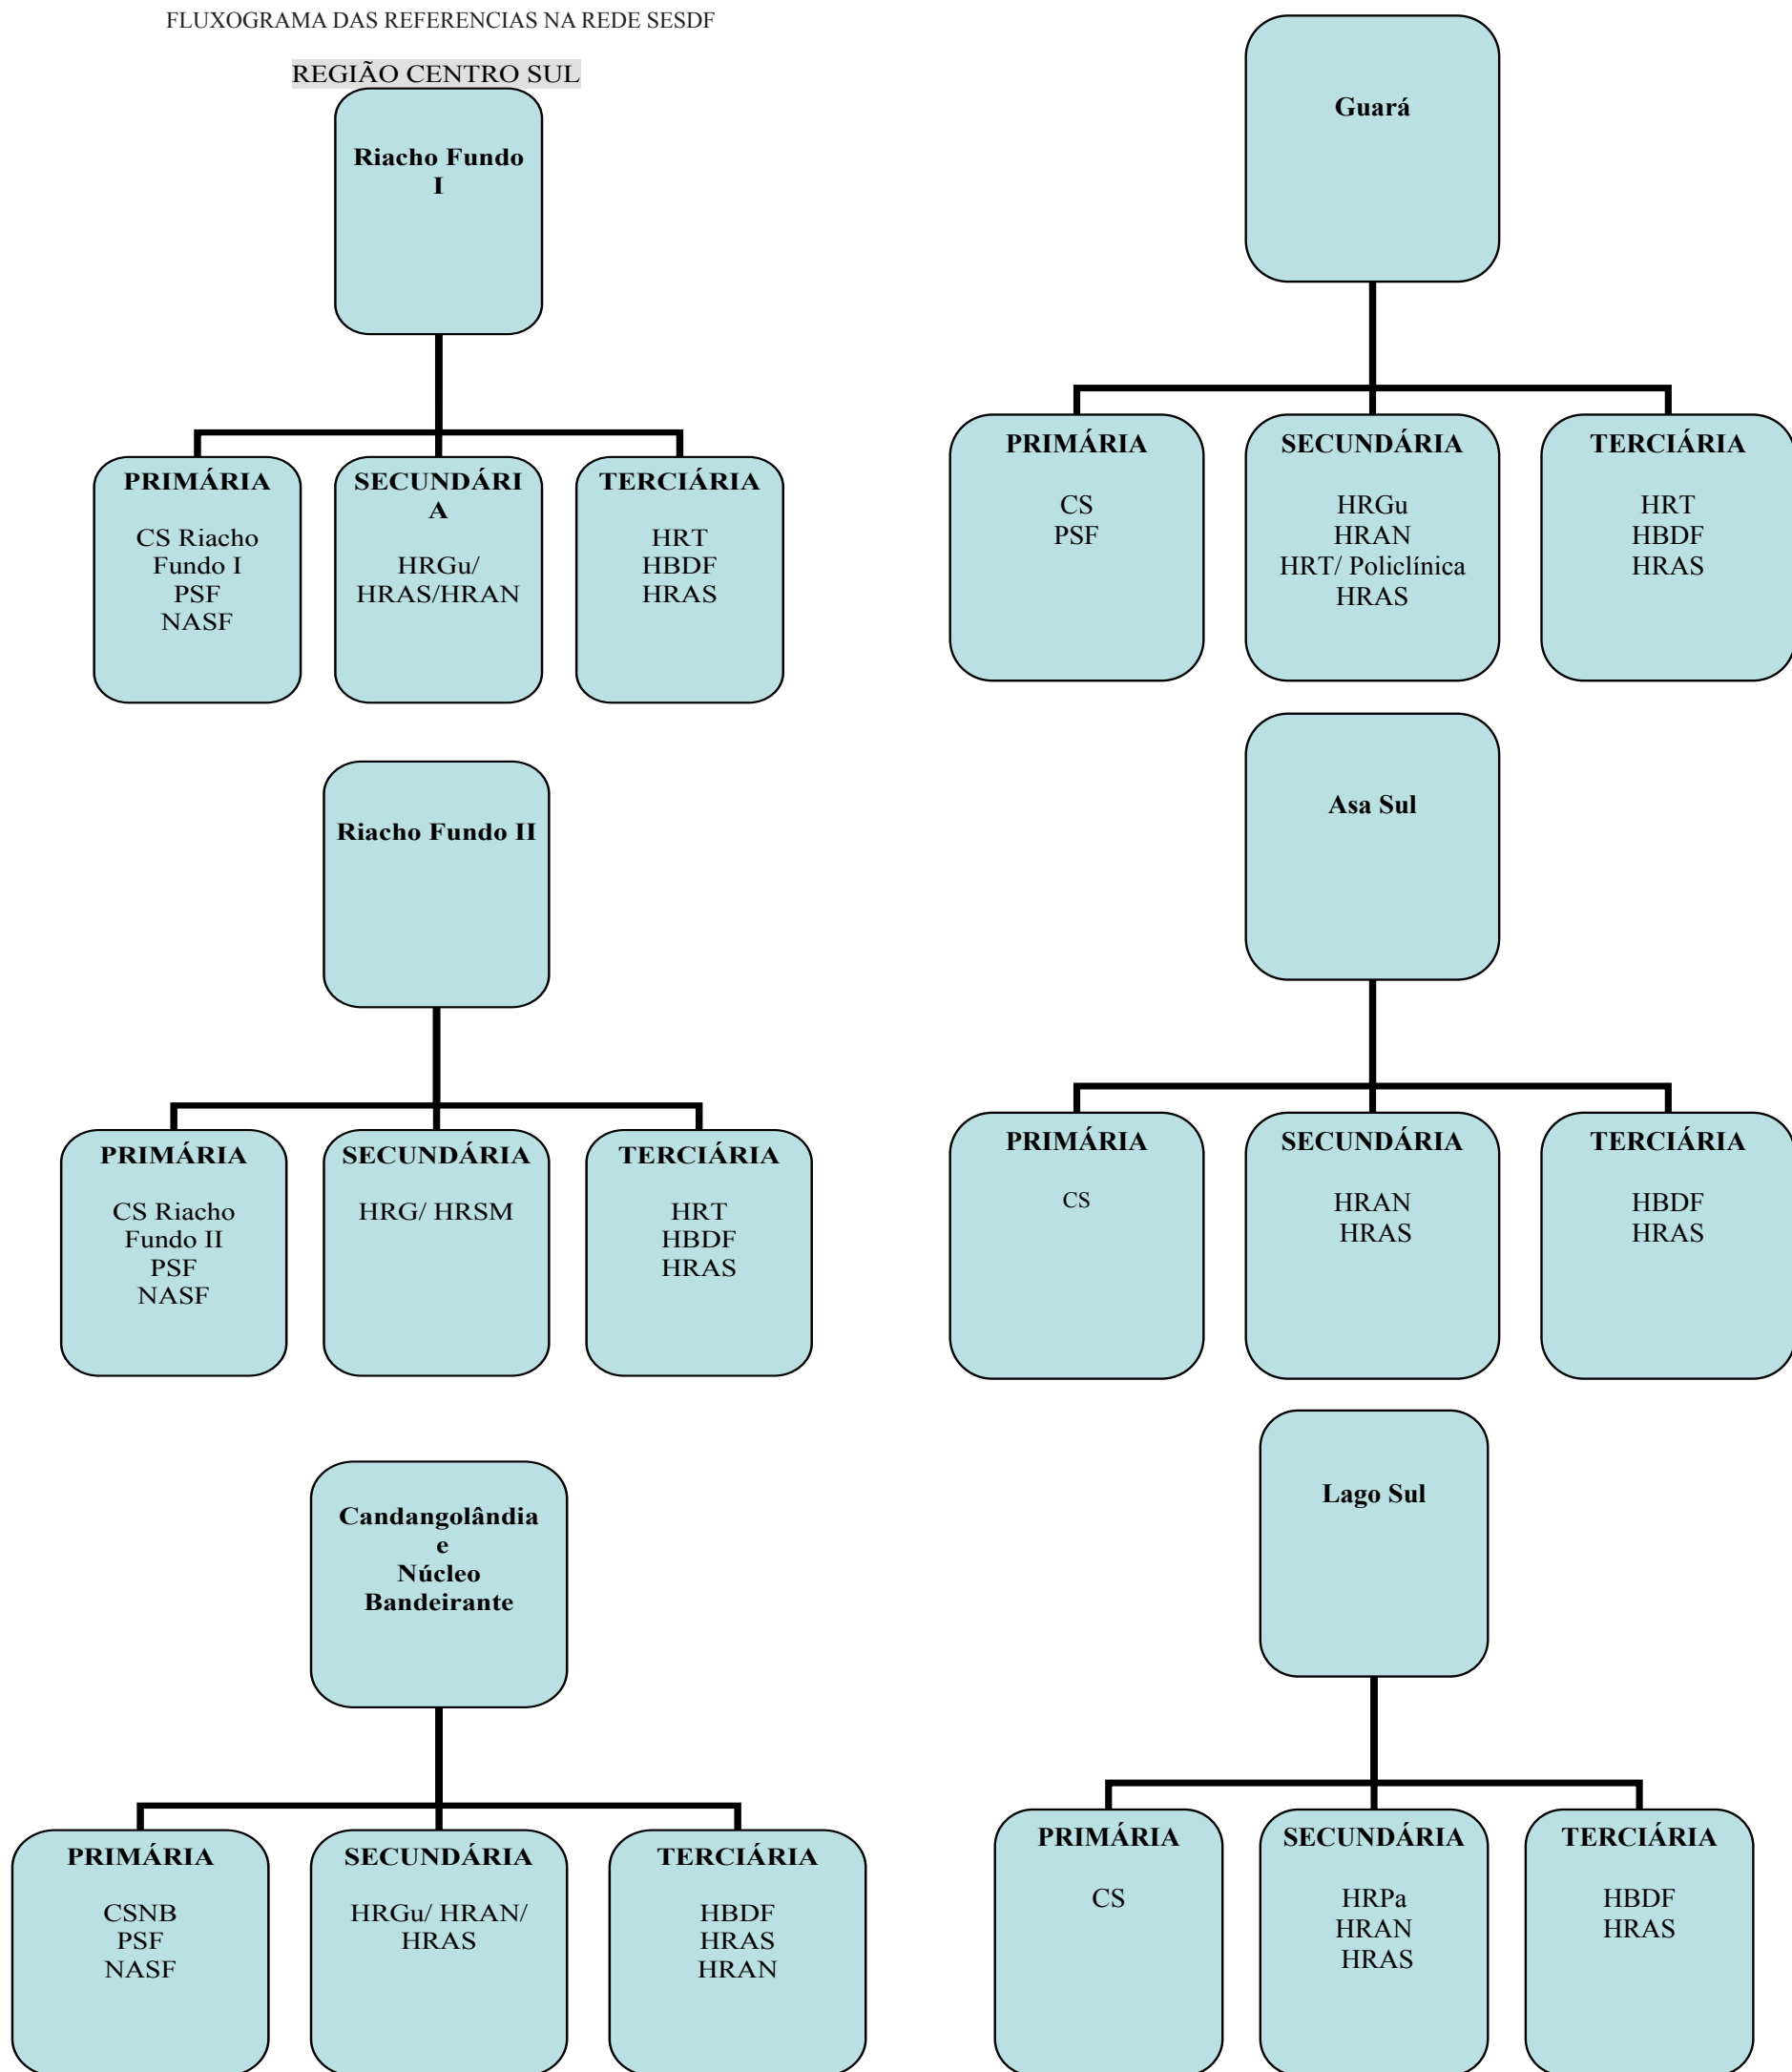 FLUXOGRAMA DAS REFERENCIAS NA REDE SESDF
REGIÃO CENTRO SUL
Riacho Fundo
I
PRIMÁRIA
CS Riacho
Fundo I
PSF
NASF
SECUNDÁRI
A
HRGu/
HRAS/HRAN
TERCIÁRIA
HRT
HBDF
HRAS
Riacho Fundo II
PRIMÁRIA
CS Riacho
Fundo II
PSF
NASF
SECUNDÁRIA
HRG/ HRSM
TERCIÁRIA
HRT
HBDF
HRAS
Candangolândia
e
Núcleo
Bandeirante
PRIMÁRIA
CSNB
PSF
NASF
SECUNDÁRIA
HRGu/ HRAN/
HRAS
TERCIÁRIA
HBDF
HRAS
HRAN
Guará
PRIMÁRIA
CS
PSF
SECUNDÁRIA
HRGu
HRAN
HRT/ Policlínica
HRAS
TERCIÁRIA
HRT
HBDF
HRAS
Asa Sul
PRIMÁRIA
CS
SECUNDÁRIA
HRAN
HRAS
TERCIÁRIA
HBDF
HRAS
Lago Sul
PRIMÁRIA
CS
SECUNDÁRIA
HRPa
HRAN
HRAS
TERCIÁRIA
HBDF
HRAS